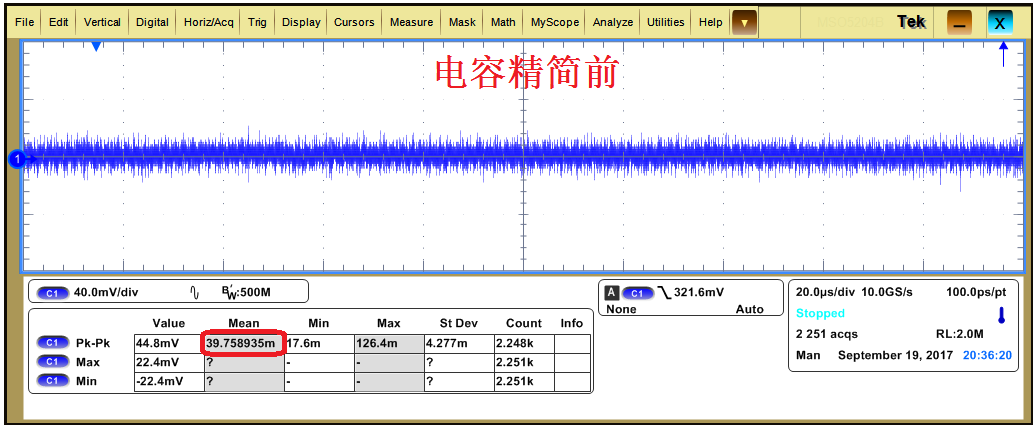 File Edit Vertical Digital Horiz/Acq Trig Display Cursors Measure Mask Math MyScope Analyze Utilities Help Tek X
电容精简前
1
C1 40.0mV/div BW:500M
A C1 321.6mV
None Auto
20.0µs/div 10.0GS/s 100.0ps/pt
Stopped
2 251 acqs RL:2.0M
Man September 19, 2017 20:36:20
Value Mean Min Max St Dev Count Info
C1 Pk-Pk 44.8mV 39.758935m 17.6m 126.4m 4.277m 2.248k
C1 Max 22.4mV ? - - ? 2.251k
C1 Min -22.4mV ? - - ? 2.251k